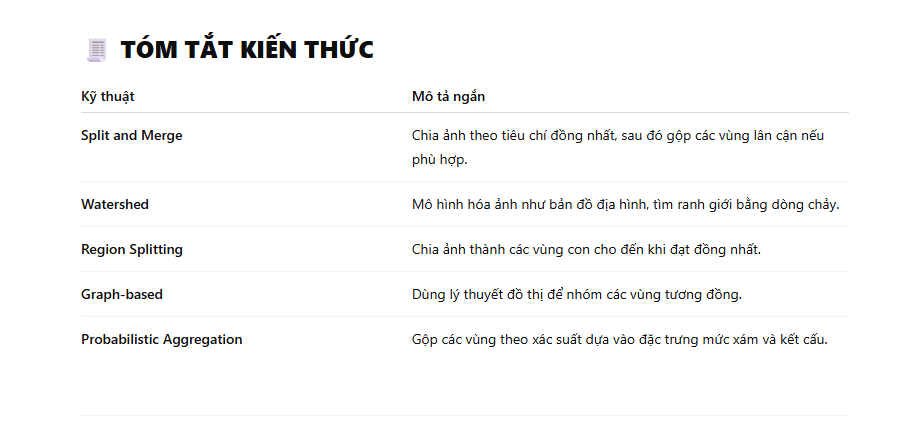 TÓM TẮT KIẾN THỨC
Kỹ thuật Mô tả ngắn
Split and Merge Chia ảnh theo tiêu chí đồng nhất, sau đó gộp các vùng lân cận nếu
phù hợp.
Watershed Mô hình hóa ảnh như bản đồ địa hình, tìm ranh giới bằng dòng chảy.
Region Splitting Chia ảnh thành các vùng con cho đến khi đạt đồng nhất.
Graph-based Dùng lý thuyết đồ thị để nhóm các vùng tương đồng.
Probabilistic Aggregation Gộp các vùng theo xác suất dựa vào đặc trưng mức xám và kết cấu.